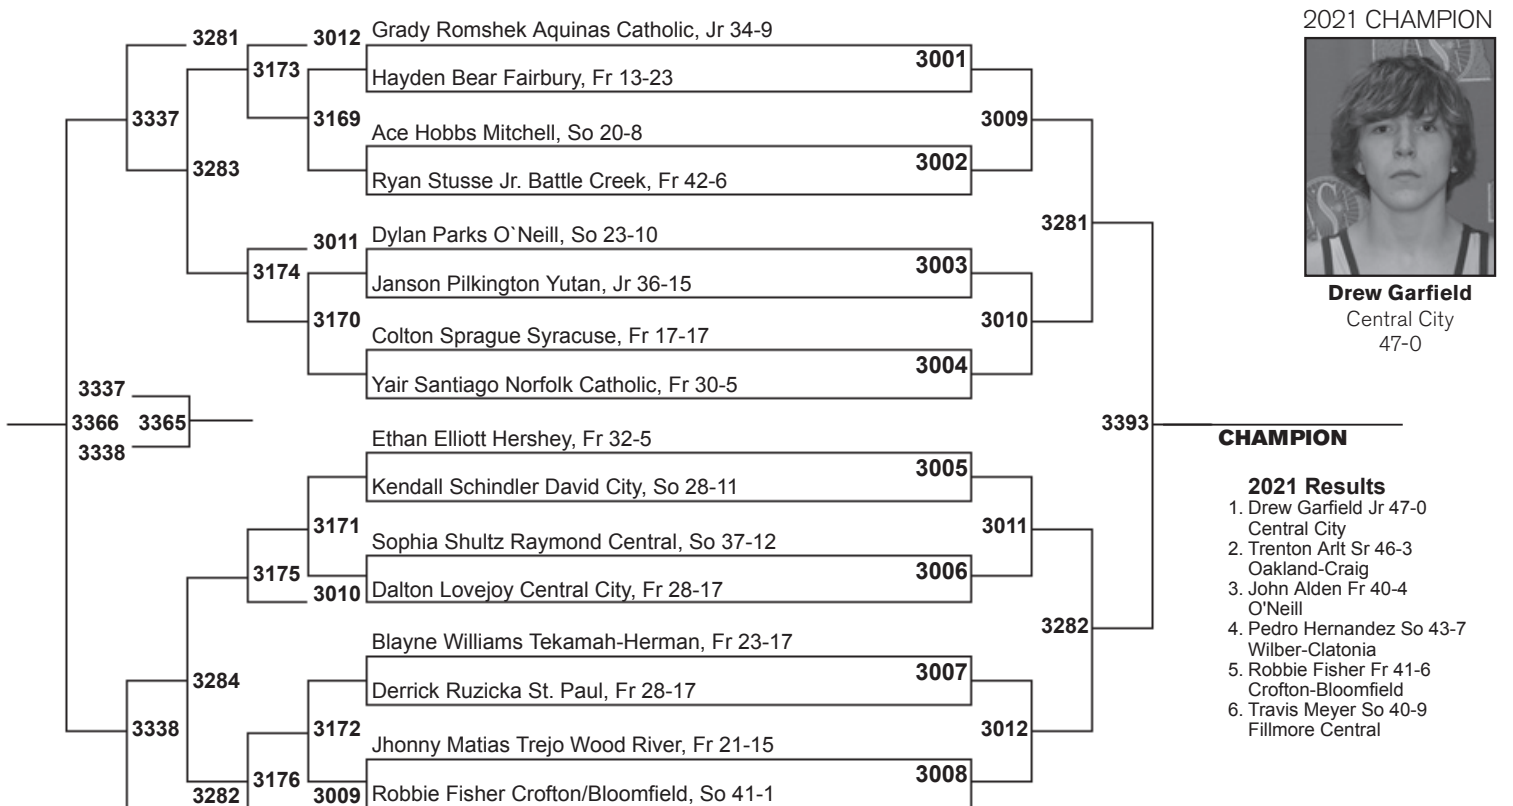 2021 CHAMPION
Drew Garfield
Central City
47-0
3281
3012
Grady Romshek Aquinas Catholic, Jr 34-9
3001
3173
Hayden Bear Fairbury, Fr 13-23
3337
3169
3009
Ace Hobbs Mitchell, So 20-8
3002
3283
Ryan Stusse Jr. Battle Creek, Fr 42-6
3281
3011
Dylan Parks O`Neill, So 23-10
3003
3174
Janson Pilkington Yutan, Jr 36-15
3170
3010
Colton Sprague Syracuse, Fr 17-17
3004
Yair Santiago Norfolk Catholic, Fr 30-5
3337
3366 3365
3338
3393
CHAMPION
Ethan Elliott Hershey, Fr 32-5
3005
Kendall Schindler David City, So 28-11
3171
3011
Sophia Shultz Raymond Central, So 37-12
3006
3175
3010
Dalton Lovejoy Central City, Fr 28-17
3282
Blayne Williams Tekamah-Herman, Fr 23-17
3007
3284
Derrick Ruzicka St. Paul, Fr 28-17
3338
3172
3012
Jhonny Matias Trejo Wood River, Fr 21-15
3008
3176
3282
3009
Robbie Fisher Crofton/Bloomfield, So 41-1
2021 Results
1. Drew Garfield Jr 47-0
Central City
2. Trenton Arlt Sr 46-3
Oakland-Craig
3. John Alden Fr 40-4
O'Neill
4. Pedro Hernandez So 43-7
Wilber-Clatonia
5. Robbie Fisher Fr 41-6
Crofton-Bloomfield
6. Travis Meyer So 40-9
Fillmore Central